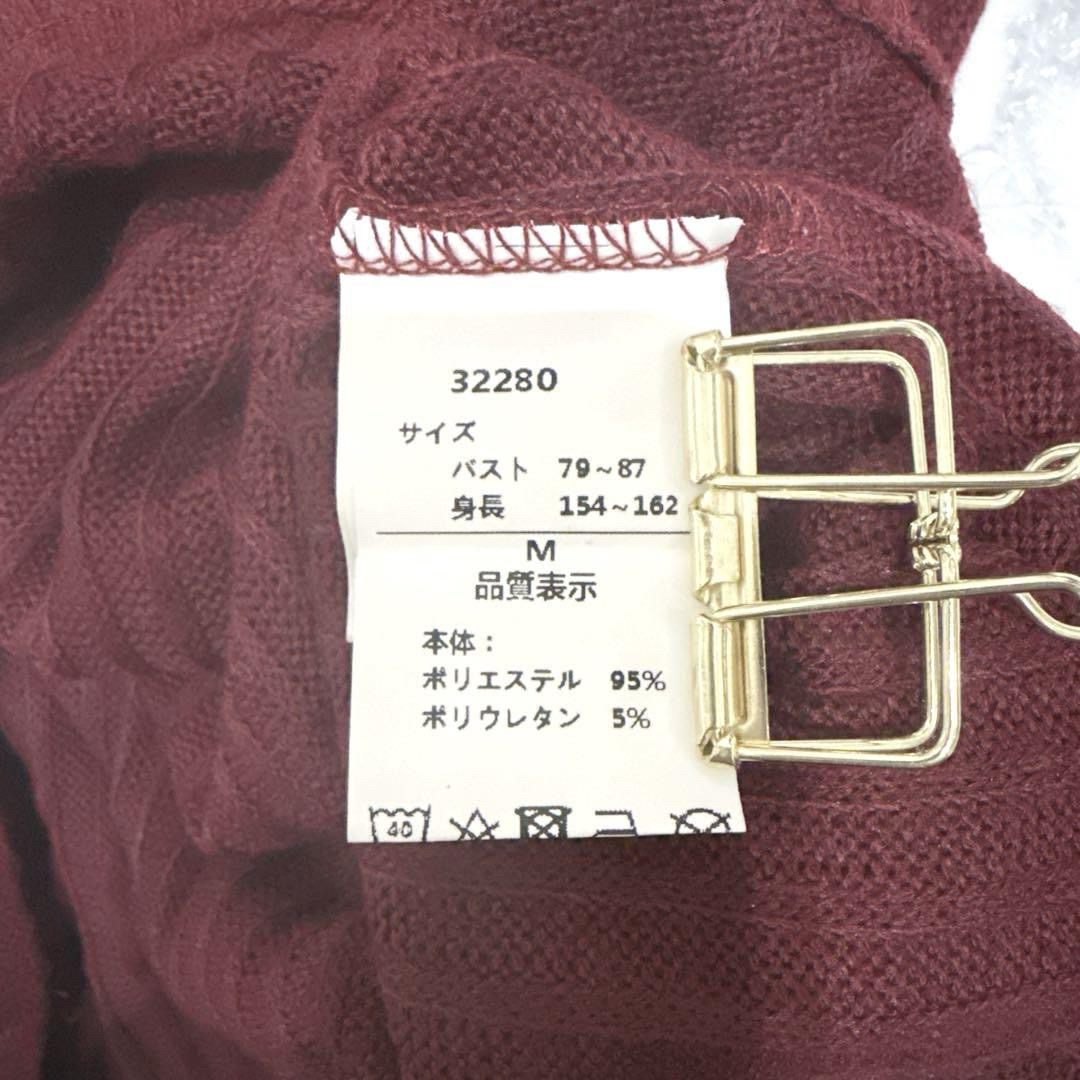 32280
サイズ
バスト 79~87
身長 154~162
M
品質表示
本体：
ポリエステル 95%
ポリウレタン 5%
40